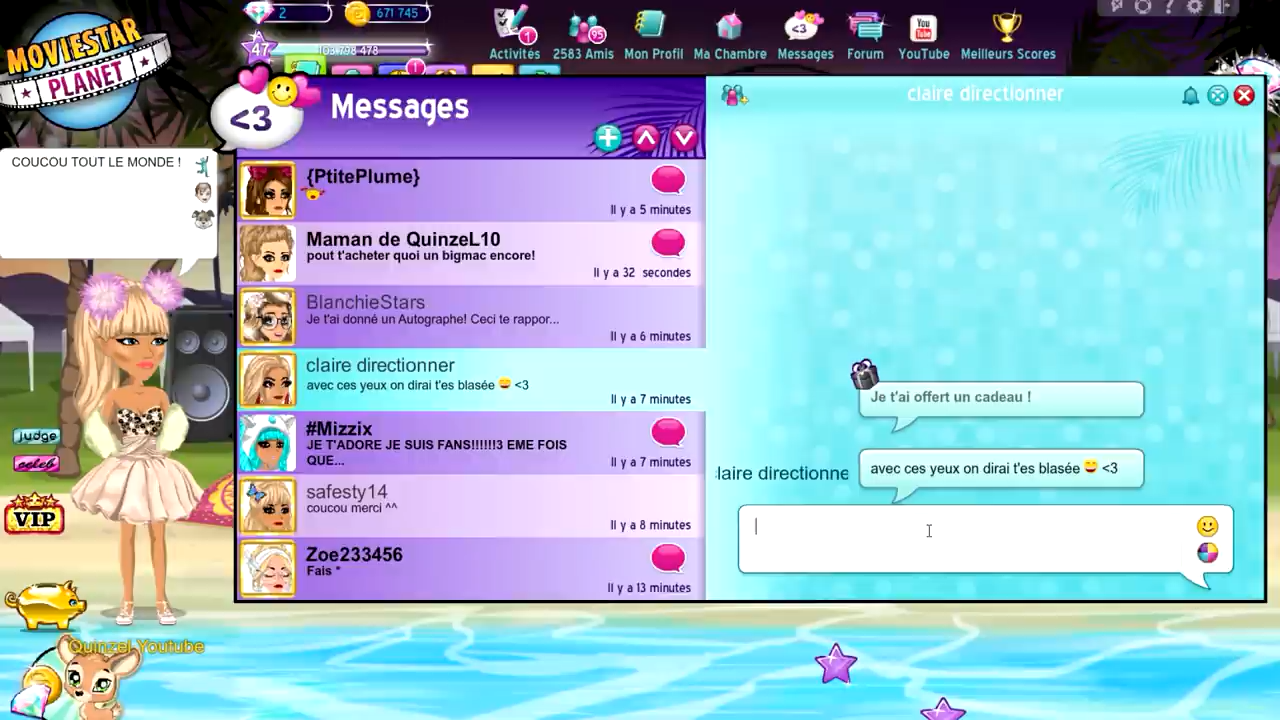 MOVIESTAR
PLANET
2
671 745
47
103 798 478
1
Activités
95
2583 Amis
Mon Profil
Ma Chambre
<3
Messages
Forum
You
Tube
YouTube
Meilleurs Scores
1
<3
Messages
claire directionner
COUCOU TOUT LE MONDE !
{PtitePlume}
Il y a 5 minutes
Maman de QuinzeL10
pout t'acheter quoi un bigmac encore!
Il y a 32 secondes
BlanchieStars
Je t'ai donné un Autographe! Ceci te rappor...
Il y a 6 minutes
claire directionner
avec ces yeux on dirai t'es blasée <3
Il y a 7 minutes
#Mizzix
JE T'ADORE JE SUIS FANS!!!!!!3 EME FOIS
QUE...
Il y a 7 minutes
safesty14
coucou merci ^^
Il y a 8 minutes
Zoe233456
Fais *
Il y a 13 minutes
Je t'ai offert un cadeau !
laire directionne
avec ces yeux on dirai t'es blasée <3
judge
celeb
VIP
Quinzel Youtube